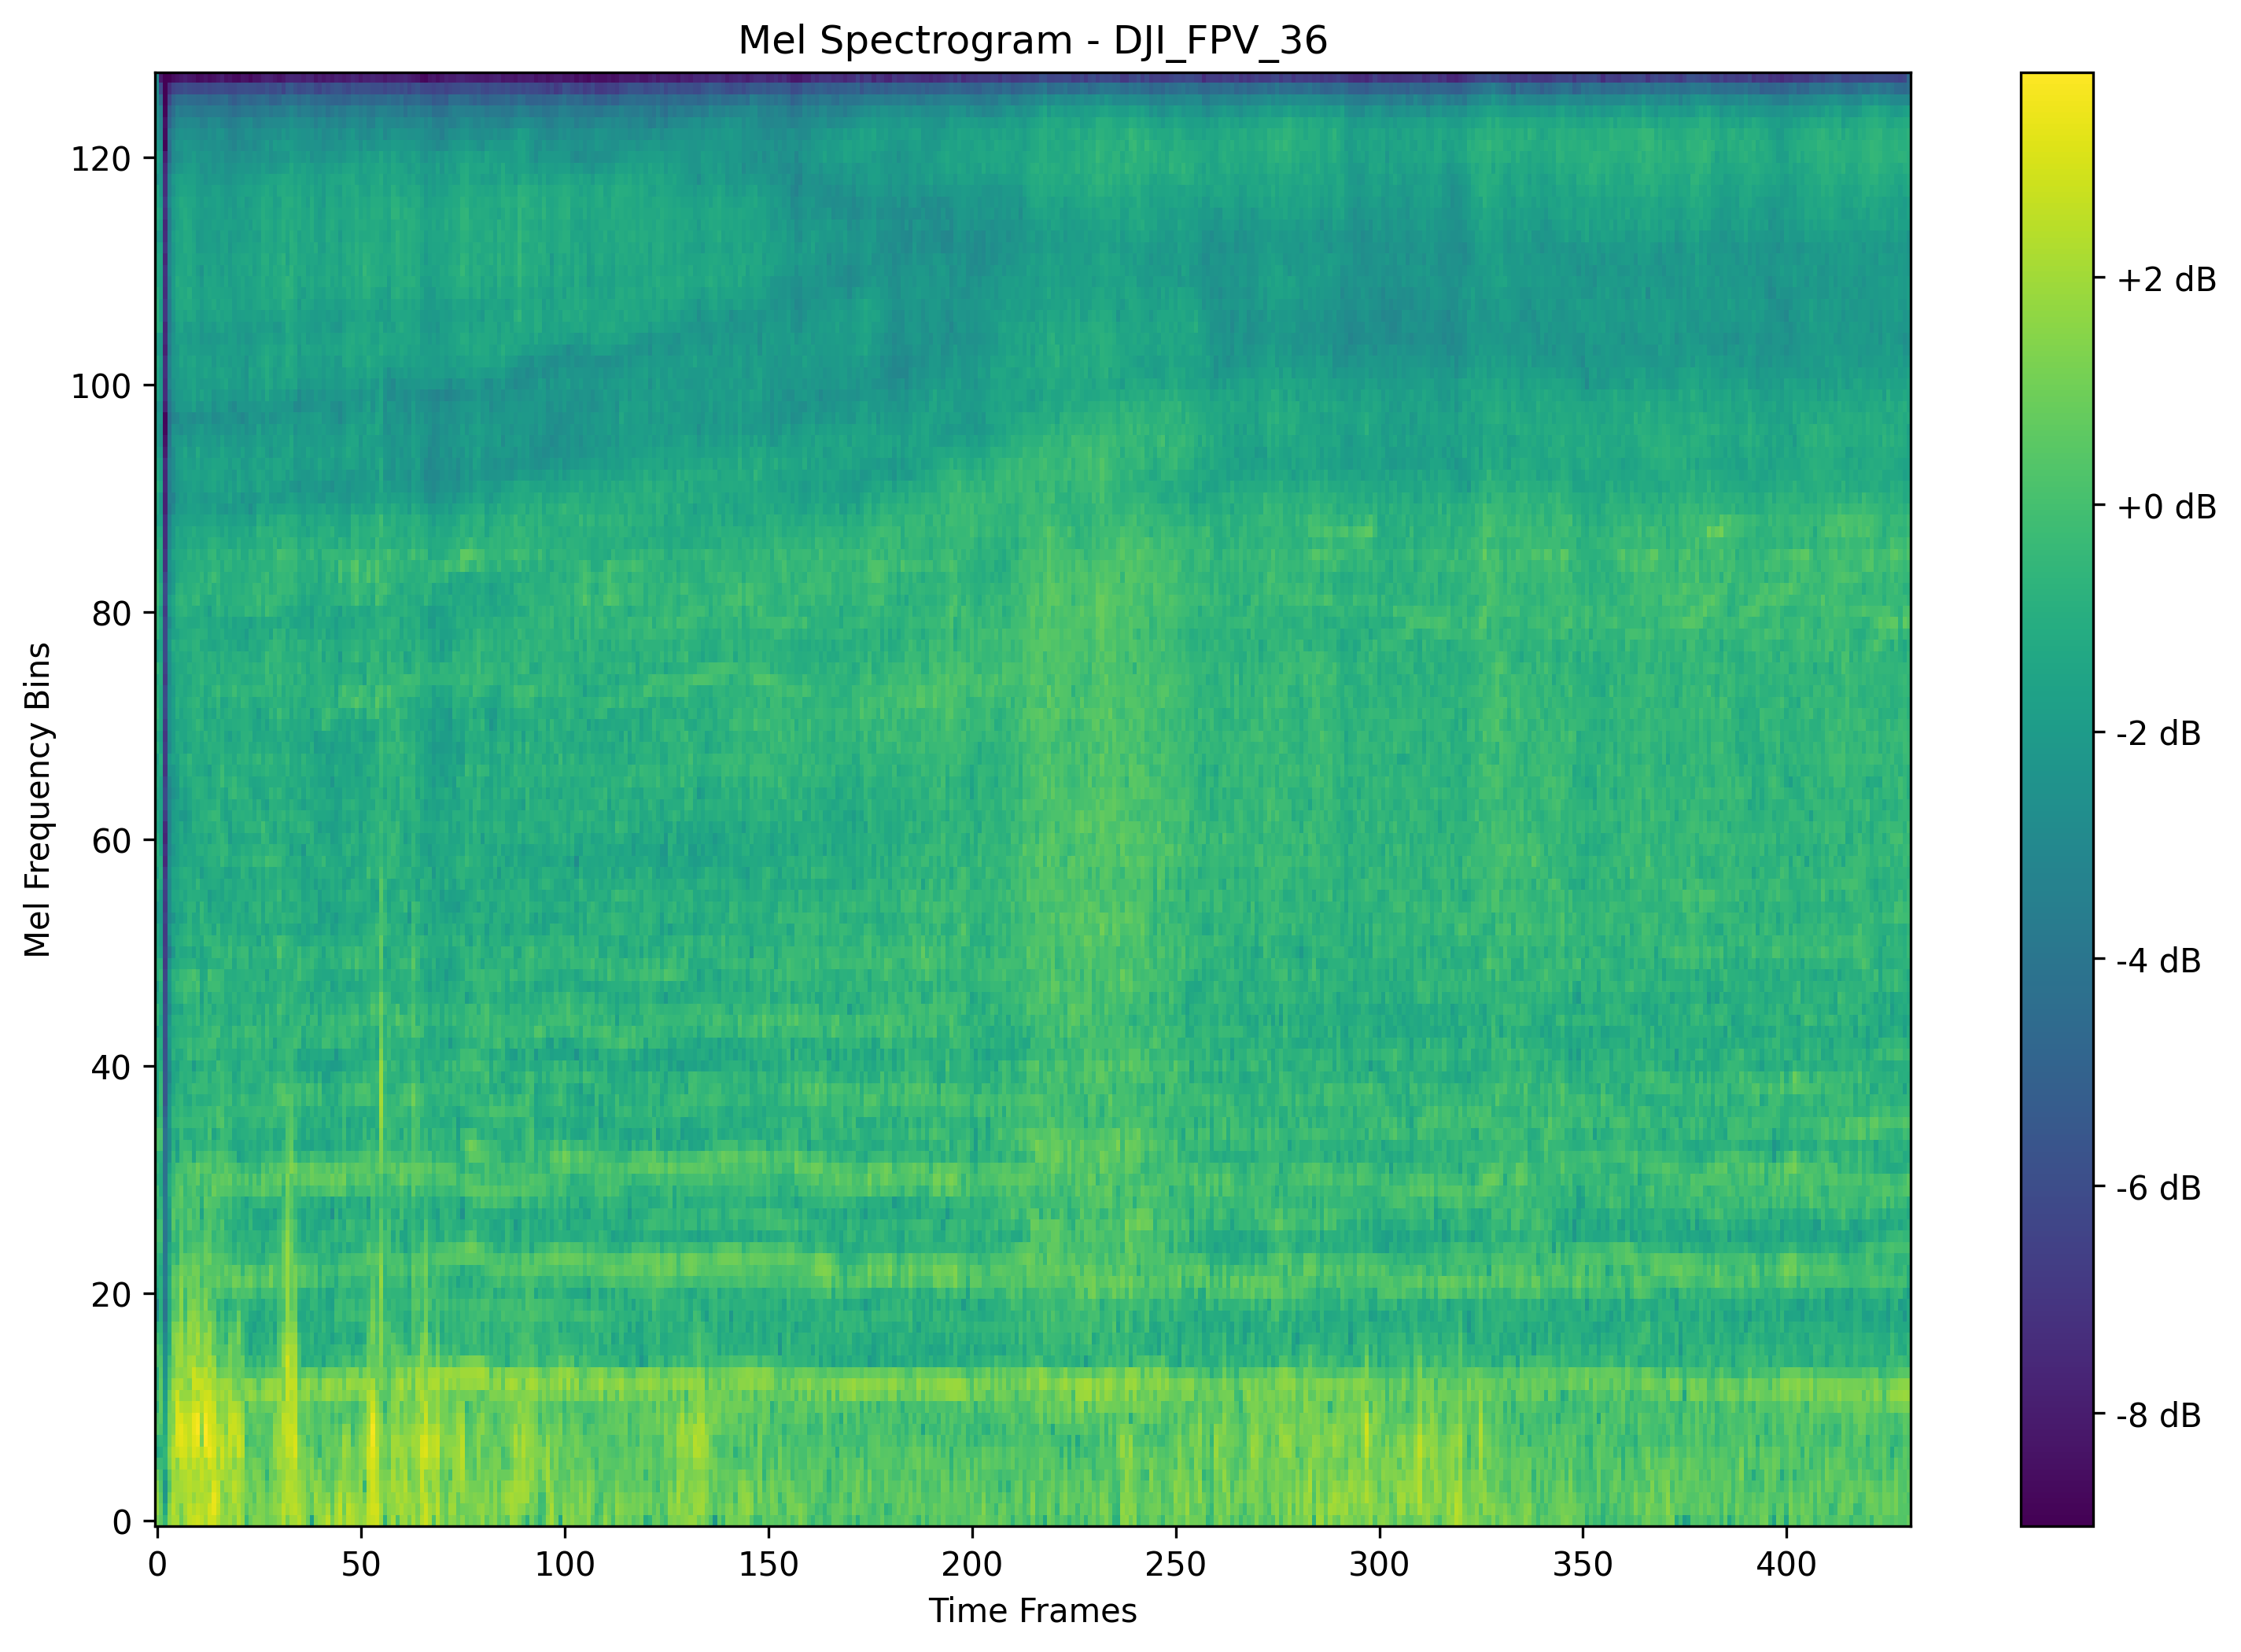 Mel Spectrogram - DJI_FPV_36
Mel Frequency Bins
120
100
80
60
40
20
0
0 50 100 150 200 250 300 350 400
Time Frames
+2 dB
+0 dB
-2 dB
-4 dB
-6 dB
-8 dB